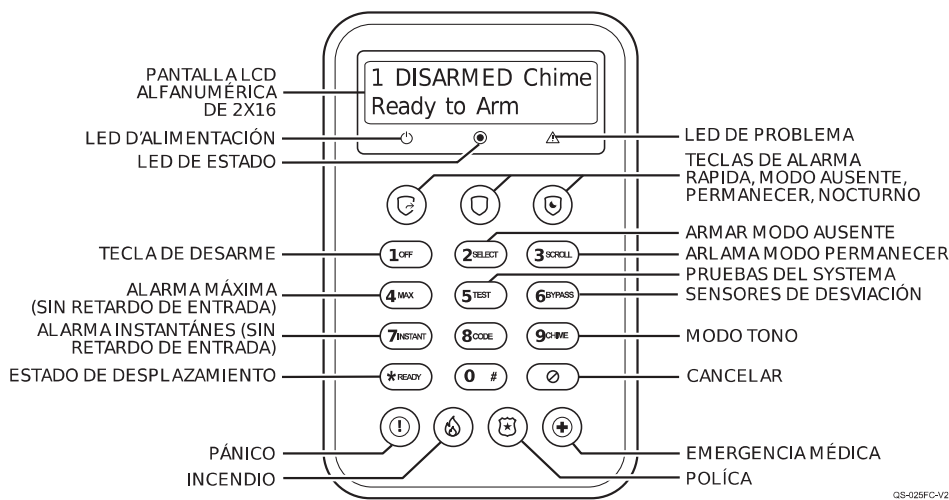 1 DISARMED Chime
Ready to Arm
PANTALLA LCD
ALFANUMÉRICA
DE 2X16
LED D'ALIMENTACIÓN
LED DE ESTADO
LED DE PROBLEMA
TECLAS DE ALARMA
RAPIDA, MODO AUSENTE,
PERMANECER, NOCTURNO
ARMAR MODO AUSENTE
TECLA DE DESARME
1 OFF
2 SELECT
3 SCROLL
ARLAMA MODO PERMANECER
PRUEBAS DEL SYSTEMA
ALARMA MÁXIMA
(SIN RETARDO DE ENTRADA)
4 MAX
5 TEST
6 BYPASS
SENSORES DE DESVIACIÓN
ALARMA INSTANTÁNES (SIN
RETARDO DE ENTRADA)
7 INSTANT
8 CODE
9 CHIME
MODO TONO
ESTADO DE DESPLAZAMIENTO
* READY
0 #
CANCELAR
PÁNICO
INCENDIO
EMERGENCIA MÉDICA
POLÍCA
QS-025FC-V2